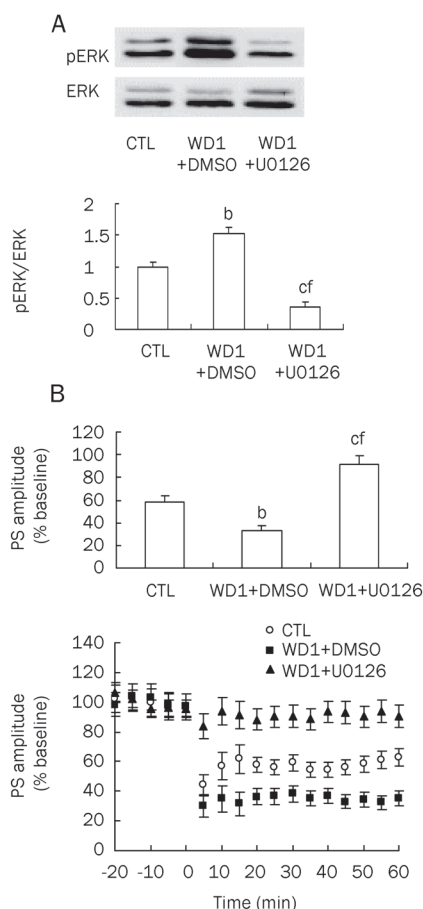 A
pERK
ERK
CTL WD1 WD1
+DMSO +U0126
pERK/ERK
2
1.5
1
0.5
0
b
cf
CTL WD1 WD1
+DMSO +U0126
B
PS amplitude
(% baseline)
120
100
80
60
40
20
0
b
cf
CTL WD1+DMSO WD1+U0126
CTL
WD1+DMSO
WD1+U0126
PS amplitude
(% baseline)
140
120
100
80
60
40
20
0
-20 -10 0 10 20 30 40 50 60
Time (min)